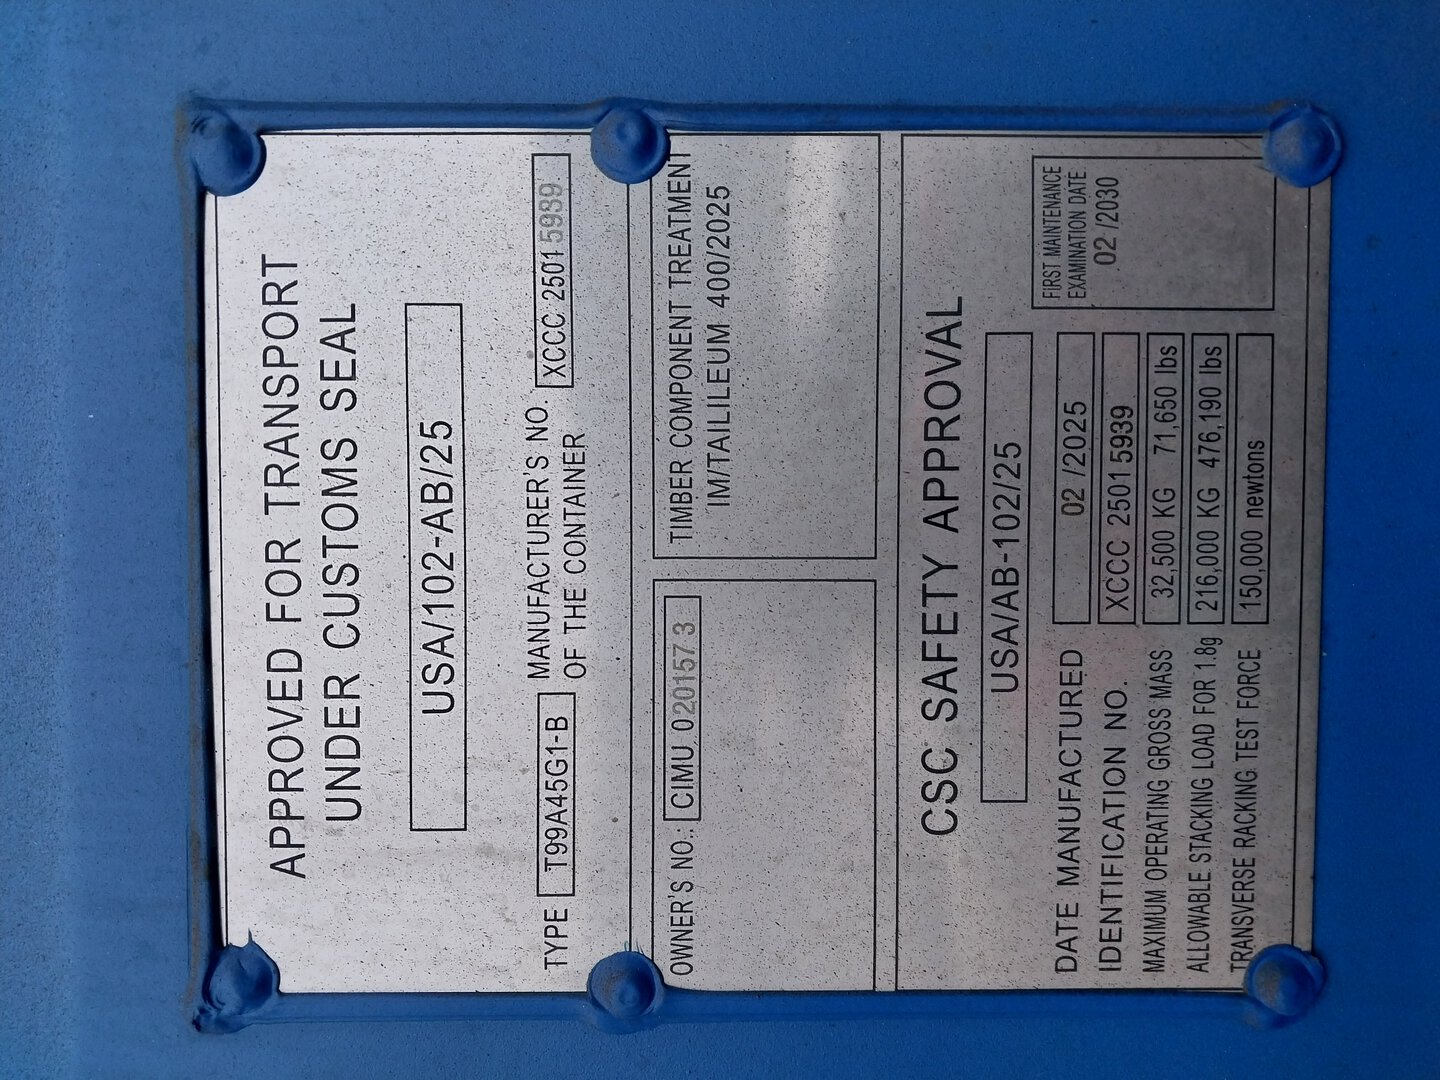 APPROVED FOR TRANSPORT
UNDER CUSTOMS SEAL
USA/102-AB/25
TYPE T99A45G1-B MANUFACTURER'S NO.
OF THE CONTAINER XCCC 2501 5939
OWNER'S NO.: CIMU 020157 3
TIMBER COMPONENT TREATMENT
IM/TAILILEUM 400/2025
CSC SAFETY APPROVAL
USA/AB-102/25
DATE MANUFACTURED 02 /2025
IDENTIFICATION NO. XCCC 2501 5939
MAXIMUM OPERATING GROSS MASS 32,500 KG 71,650 lbs
ALLOWABLE STACKING LOAD FOR 1.8g 216,000 KG 476,190 lbs
TRANSVERSE RACKING TEST FORCE 150,000 newtons
FIRST MAINTENANCE
EXAMINATION DATE
02 /2030